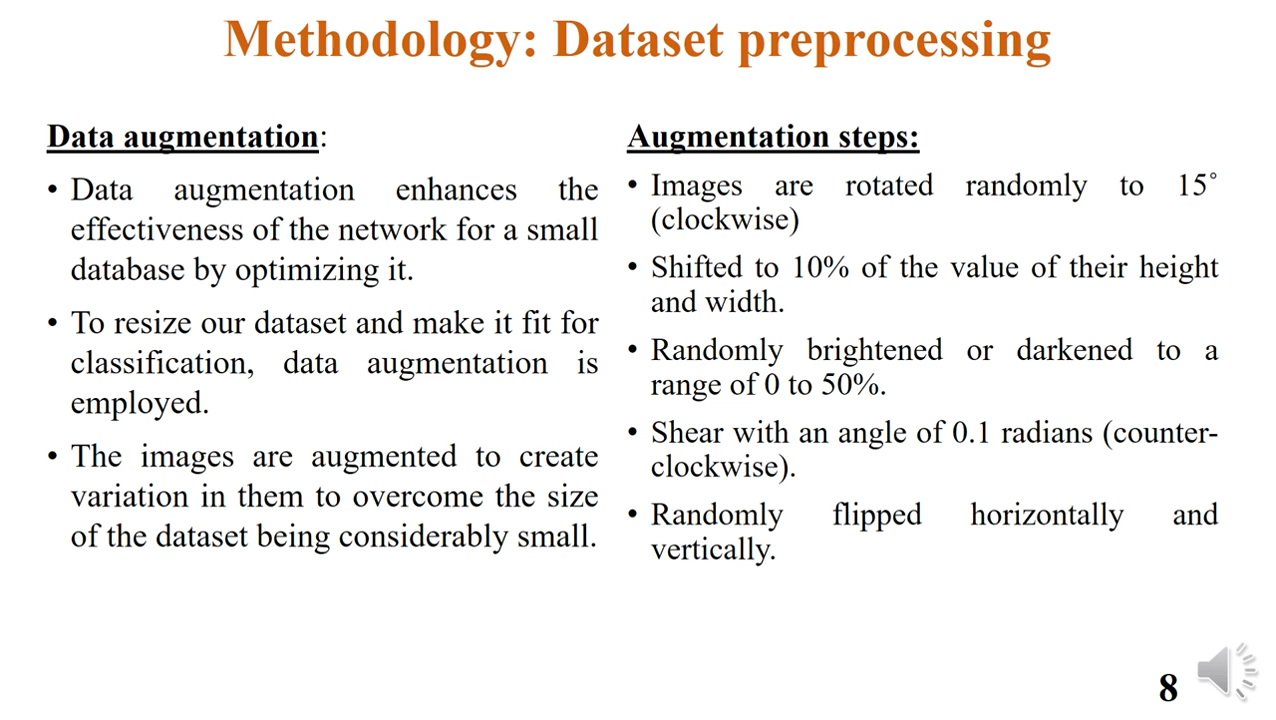 Methodology: Dataset preprocessing
Data augmentation:
• Data augmentation enhances the
effectiveness of the network for a small
database by optimizing it.
• To resize our dataset and make it fit for
classification, data augmentation is
employed.
• The images are augmented to create
variation in them to overcome the size
of the dataset being considerably small.
Augmentation steps:
• Images are rotated randomly to 15°
(clockwise)
• Shifted to 10% of the value of their height
and width.
• Randomly brightened or darkened to a
range of 0 to 50%.
• Shear with an angle of 0.1 radians (counter-
clockwise).
• Randomly flipped horizontally and
vertically.
8